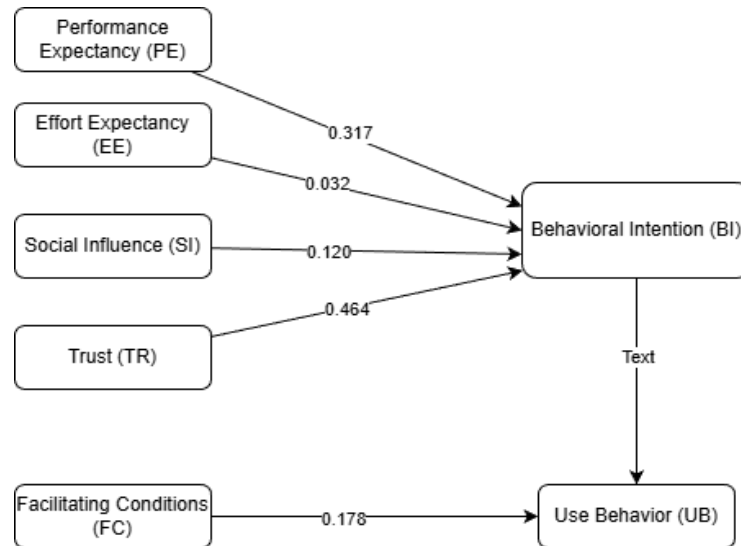 Performance
Expectancy (PE)
0.317
Effort Expectancy
(EE)
0.032
Behavioral Intention (BI)
Social Influence (SI)
0.120
0.464
Trust (TR)
Text
Facilitating Conditions
(FC)
0.178
Use Behavior (UB)